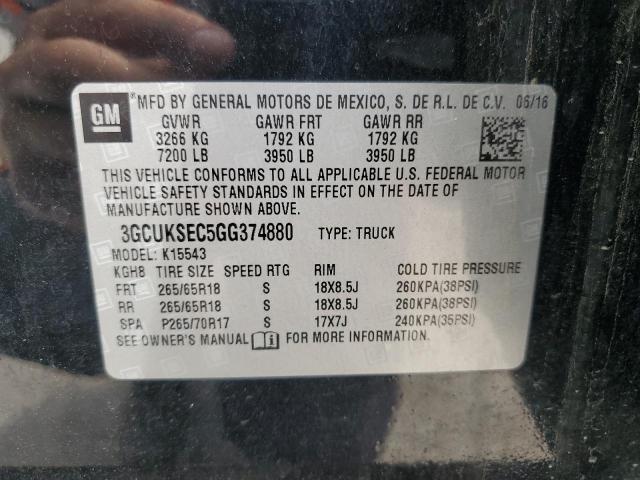 GM ® MFD BY GENERAL MOTORS DE MEXICO, S. DE R.L. DE C.V. 06/16
GVWR GAWR FRT GAWR RR
3266 KG 1792 KG 1792 KG
7200 LB 3950 LB 3950 LB
THIS VEHICLE CONFORMS TO ALL APPLICABLE U.S. FEDERAL MOTOR
VEHICLE SAFETY STANDARDS IN EFFECT ON THE DATE OF
MANUFACTURE SHOWN ABOVE.
3GCUKSEC5GG374880 TYPE: TRUCK
MODEL: K15543
KGHB TIRE SIZE SPEED RTG RIM COLD TIRE PRESSURE
FRT 265/65R18 S 18X8.5J 260KPA(38PSI)
RR 265/65R18 S 18X8.5J 260KPA(38PSI)
SPA P265/70R17 S 17X7J 240KPA(35PSI)
SEE OWNER'S MANUAL FOR MORE INFORMATION.